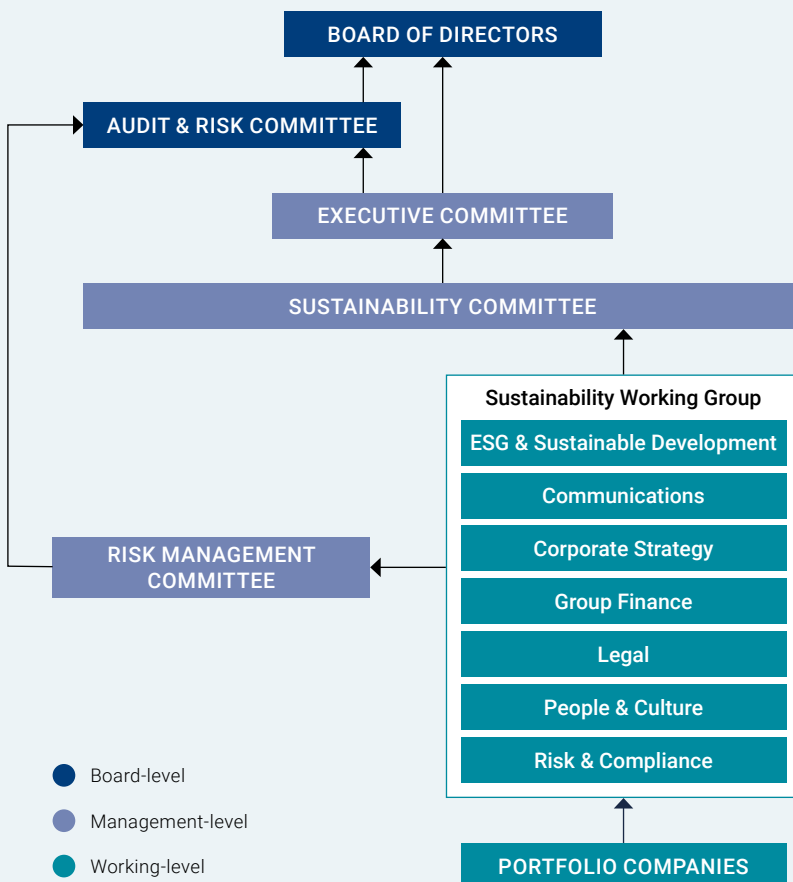 BOARD OF DIRECTORS
AUDIT & RISK COMMITTEE
EXECUTIVE COMMITTEE
SUSTAINABILITY COMMITTEE
Sustainability Working Group
ESG & Sustainable Development
Communications
Corporate Strategy
Group Finance
Legal
People & Culture
Risk & Compliance
RISK MANAGEMENT
COMMITTEE
Board-level
Management-level
Working-level
PORTFOLIO COMPANIES